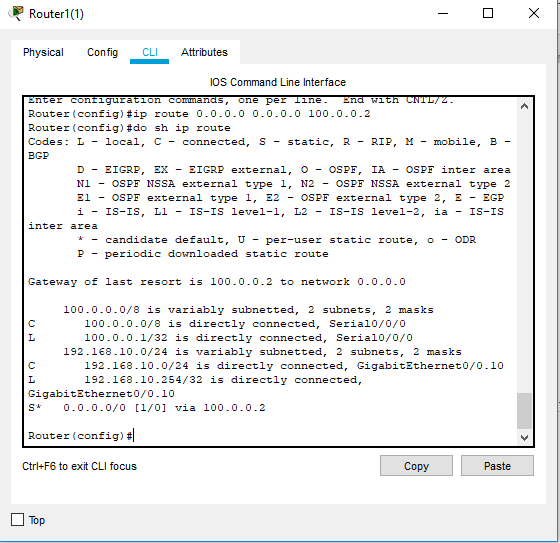 Router1(1)
Physical Config CLI Attributes
IOS Command Line Interface
Enter configuration commands, one per line.  End with CNTL/Z.
Router(config)#ip route 0.0.0.0 0.0.0.0 100.0.0.2
Router(config)#do sh ip route
Codes: L - local, C - connected, S - static, R - RIP, M - mobile, B -
BGP
       D - EIGRP, EX - EIGRP external, O - OSPF, IA - OSPF inter area
       N1 - OSPF NSSA external type 1, N2 - OSPF NSSA external type 2
       E1 - OSPF external type 1, E2 - OSPF external type 2, E - EGP
       i - IS-IS, L1 - IS-IS level-1, L2 - IS-IS level-2, ia - IS-IS
inter area
       * - candidate default, U - per-user static route, o - ODR
       P - periodic downloaded static route
Gateway of last resort is 100.0.0.2 to network 0.0.0.0
     100.0.0.0/8 is variably subnetted, 2 subnets, 2 masks
C       100.0.0.0/8 is directly connected, Serial0/0/0
L       100.0.0.1/32 is directly connected, Serial0/0/0
     192.168.10.0/24 is variably subnetted, 2 subnets, 2 masks
C       192.168.10.0/24 is directly connected, GigabitEthernet0/0.10
L       192.168.10.254/32 is directly connected,
GigabitEthernet0/0.10
S*   0.0.0.0/0 [1/0] via 100.0.0.2
Router(config)#
Ctrl+F6 to exit CLI focus
Copy Paste
Top